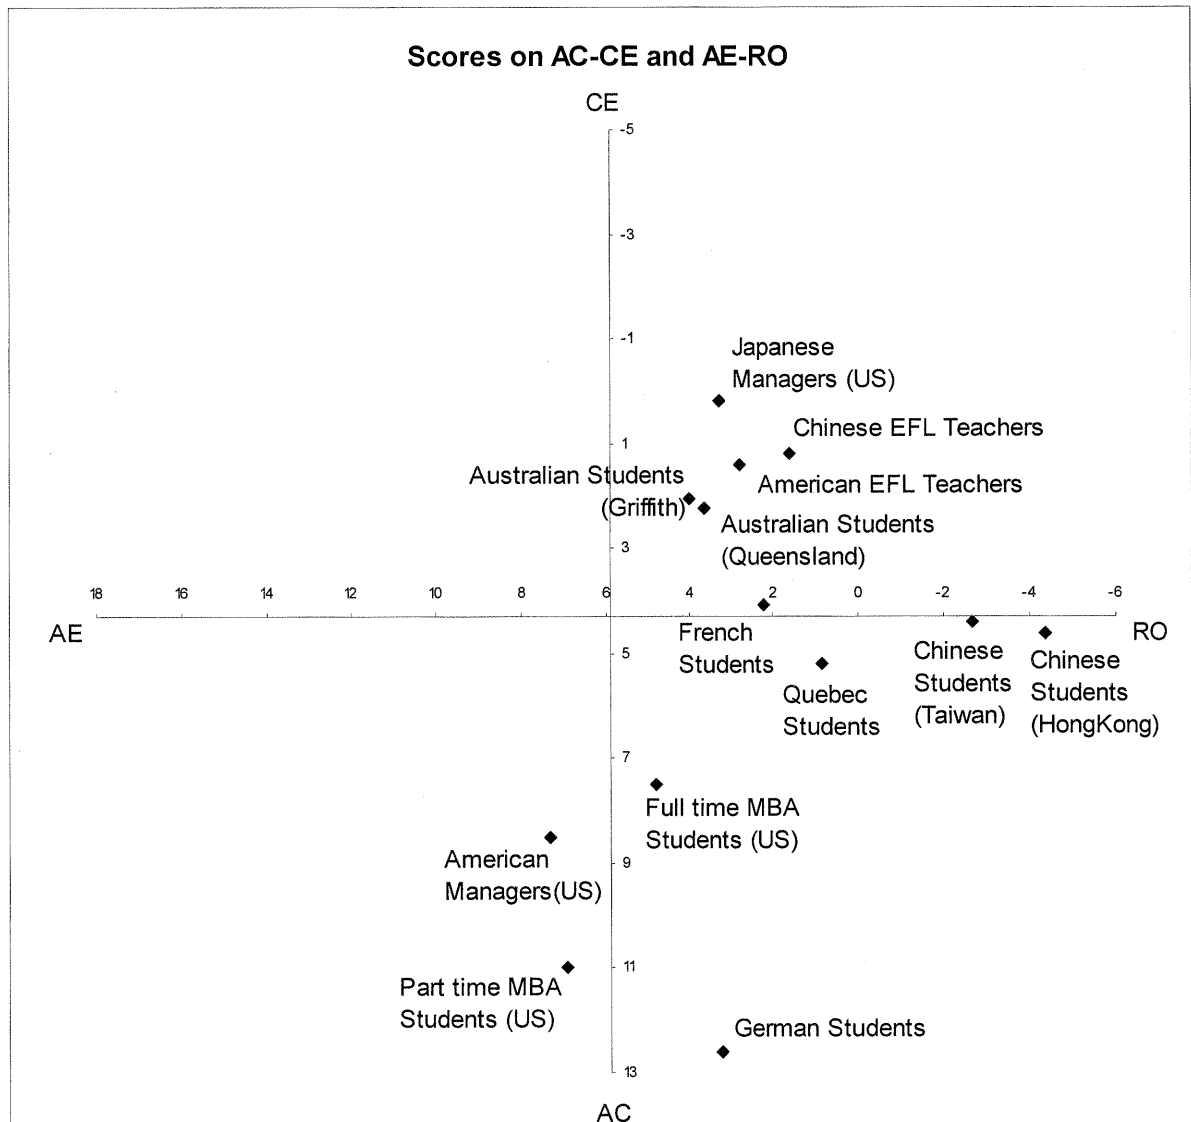 Scores on AC-CE and AE-RO
CE
-5
-3
-1
Japanese
Managers (US)
1
Chinese EFL Teachers
American EFL Teachers
Australian Students
(Griffith)
Australian Students
(Queensland)
3
18 16 14 12 10 8 6 4 2 0 -2 -4 -6
AE
RO
French
Students
5
Quebec
Students
Chinese
Students
(Taiwan)
Chinese
Students
(HongKong)
7
Full time MBA
Students (US)
American
Managers(US)
9
11
Part time MBA
Students (US)
German Students
13
AC